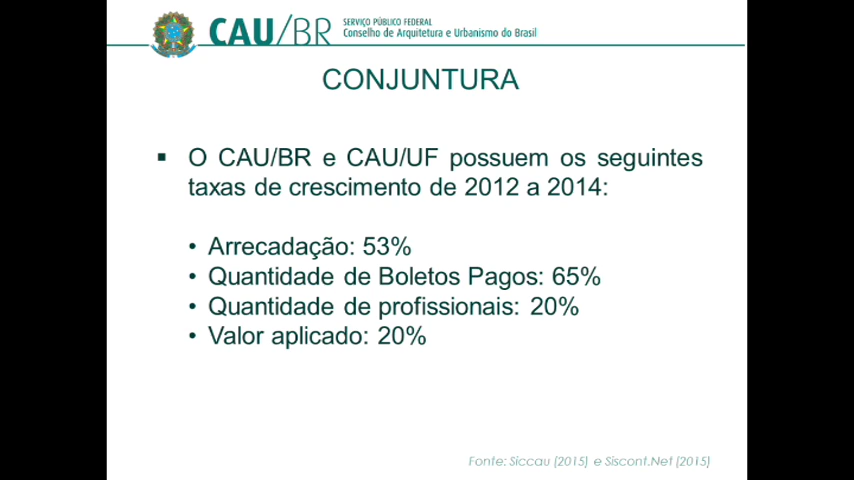 CAU/BR
SERVIÇO PÚBLICO FEDERAL
Conselho de Arquitetura e Urbanismo do Brasil
CONJUNTURA
▪ O CAU/BR e CAU/UF possuem os seguintes
taxas de crescimento de 2012 a 2014:
• Arrecadação: 53%
• Quantidade de Boletos Pagos: 65%
• Quantidade de profissionais: 20%
• Valor aplicado: 20%
Fonte: Siccau (2015) e Siscont.Net (2015)